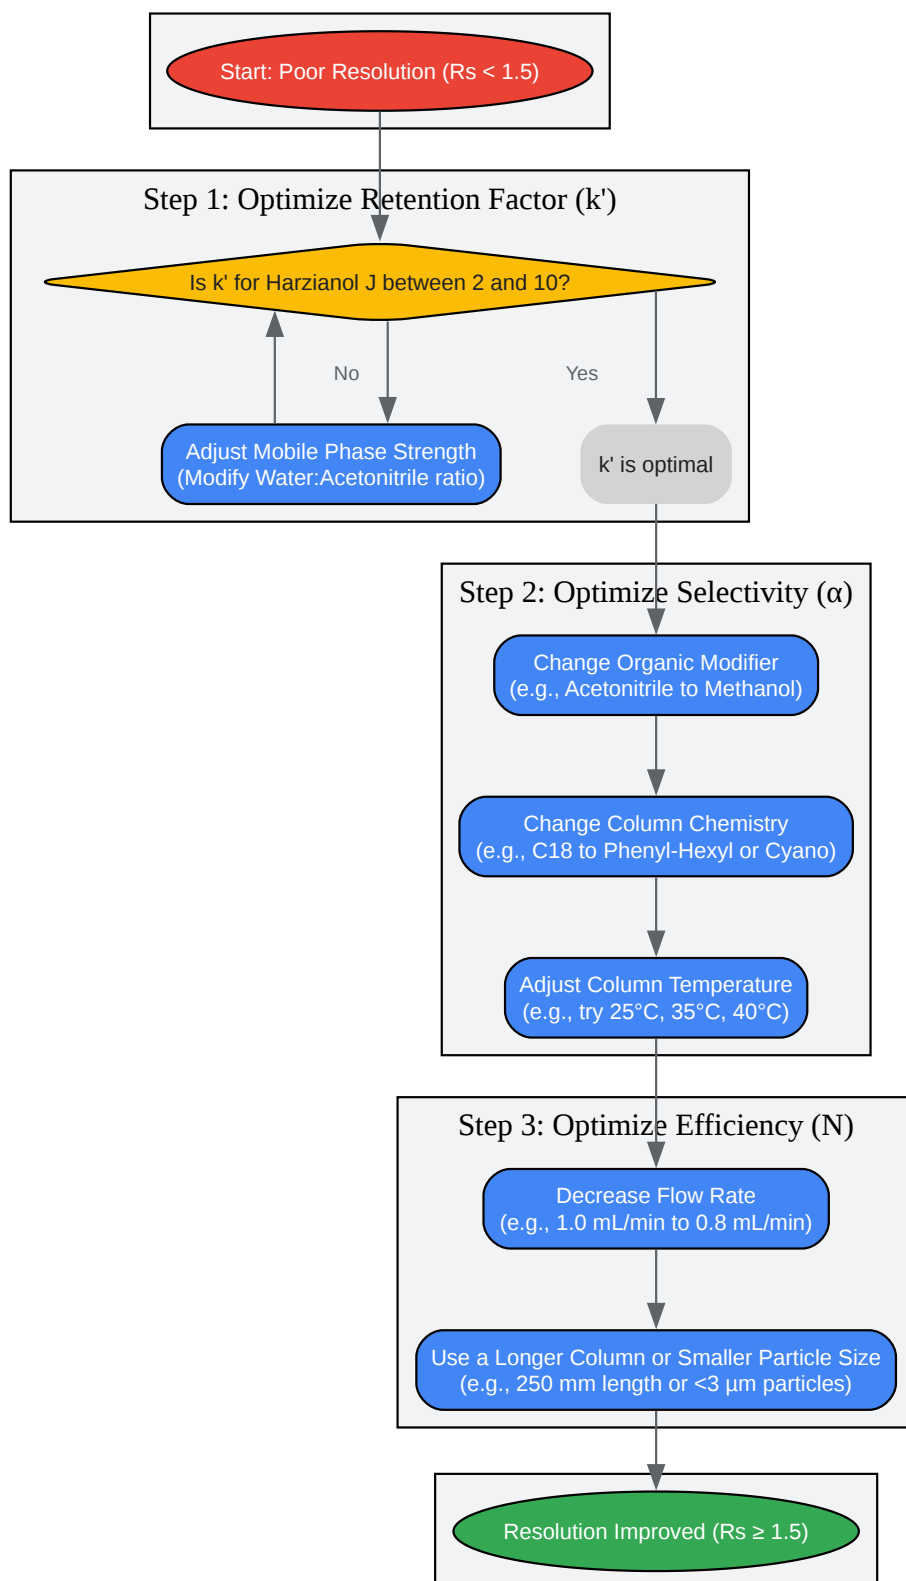 Start: Poor Resolution (Rs < 1.5)
Step 1: Optimize Retention Factor (k')
Is k' for Harzianol J between 2 and 10?
No
Yes
Adjust Mobile Phase Strength
(Modify Water:Acetonitrile ratio)
k' is optimal
Step 2: Optimize Selectivity (α)
Change Organic Modifier
(e.g., Acetonitrile to Methanol)
Change Column Chemistry
(e.g., C18 to Phenyl-Hexyl or Cyano)
Adjust Column Temperature
(e.g., try 25°C, 35°C, 40°C)
Step 3: Optimize Efficiency (N)
Decrease Flow Rate
(e.g., 1.0 mL/min to 0.8 mL/min)
Use a Longer Column or Smaller Particle Size
(e.g., 250 mm length or <3 µm particles)
Resolution Improved (Rs ≥ 1.5)